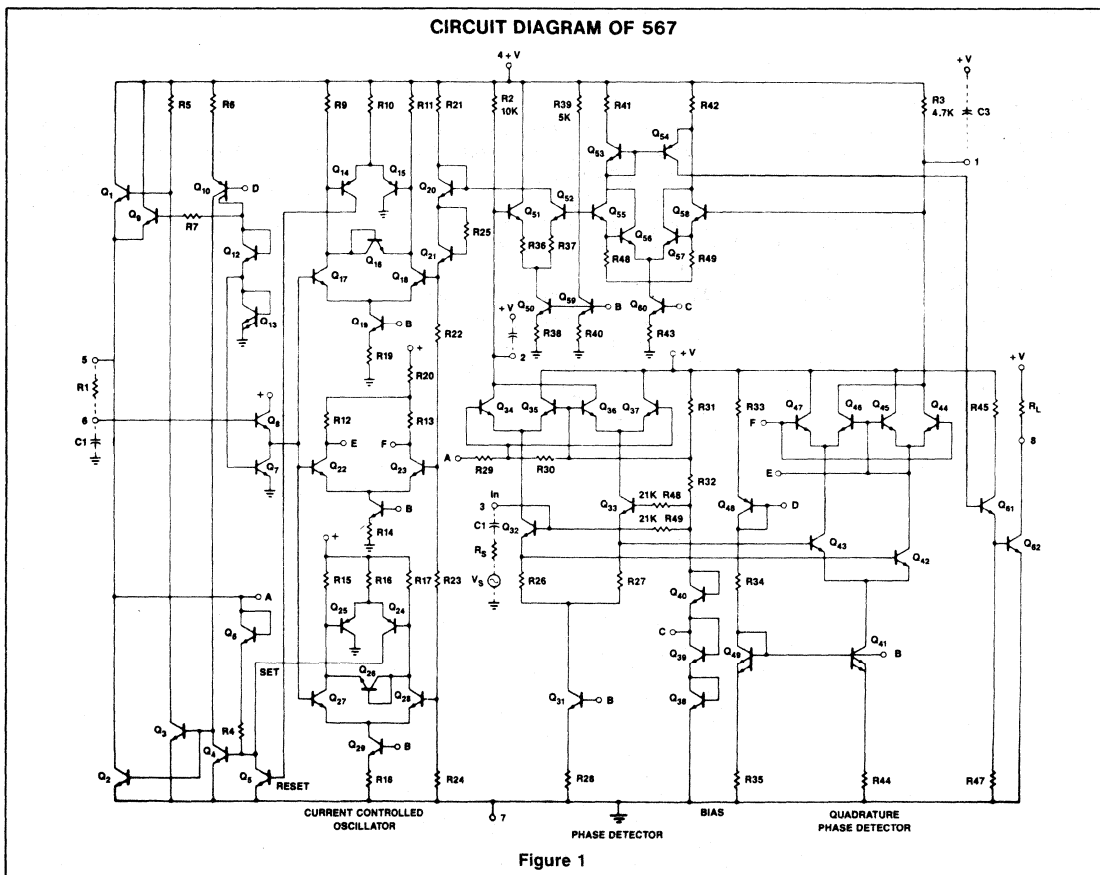 CIRCUIT DIAGRAM OF 567
4 +V
+V
R5
R6
R9
R10
R11
R21
R2
10K
R39
5K
R41
R42
R3
4.7K
C3
1
Q54
Q53
Q14
Q15
Q1
Q10
D
Q20
Q52
Q9
R7
Q51
Q55
Q58
Q12
R25
Q56
Q16
R36
R37
Q57
Q21
R48
R49
Q17
Q18
Q13
Q50
Q59
B
Q60
C
Q19
B
+V
R22
R38
R40
R43
5
R19
+
2
+V
+V
R1
R20
6
+
Q34
Q35
Q36
Q37
R31
R33
Q47
Q46
Q45
Q44
R45
RL
C1
Q8
R12
R13
F
8
E
F
A
R29
R30
E
Q7
Q22
Q23
R32
In
3
Q33
21K R48
Q48
D
Q61
B
C1
Q32
21K R49
Q43
Q62
R14
RS
Q42
+
VS
R26
R27
R34
R15
R16
R17
R23
Q40
A
Q25
Q24
C
Q41
Q6
Q39
Q49
B
SET
Q26
Q27
Q28
Q31
B
Q38
Q3
R4
Q4
Q29
B
Q2
Q5
R18
R24
R28
R35
R44
R47
RESET
CURRENT CONTROLLED
OSCILLATOR
7
PHASE DETECTOR
BIAS
QUADRATURE
PHASE DETECTOR
Figure 1